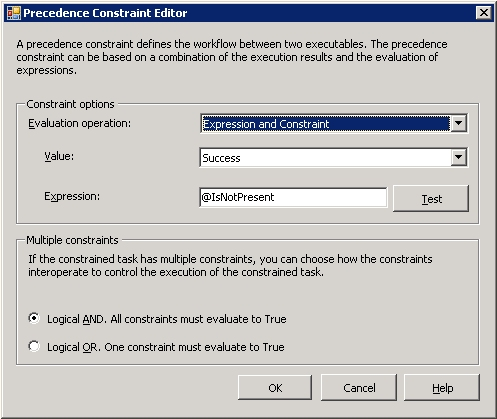 Precedence Constraint Editor
A precedence constraint defines the workflow between two executables. The precedence
constraint can be based on a combination of the execution results and the evaluation of
expressions.
Constraint options
Evaluation operation: Expression and Constraint
Value: Success
Expression: @IsNotPresent Test
Multiple constraints
If the constrained task has multiple constraints, you can choose how the constraints
interoperate to control the execution of the constrained task.
Logical AND. All constraints must evaluate to True
Logical OR. One constraint must evaluate to True
OK Cancel Help